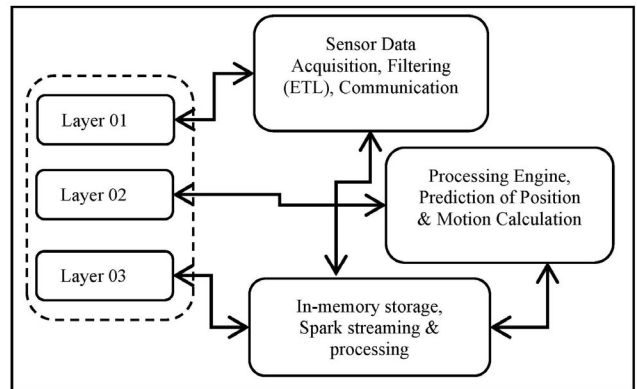 Sensor Data
Acquisition, Filtering
(ETL), Communication
Layer 01
Layer 02
Processing Engine,
Prediction of Position
& Motion Calculation
Layer 03
In-memory storage,
Spark streaming &
processing